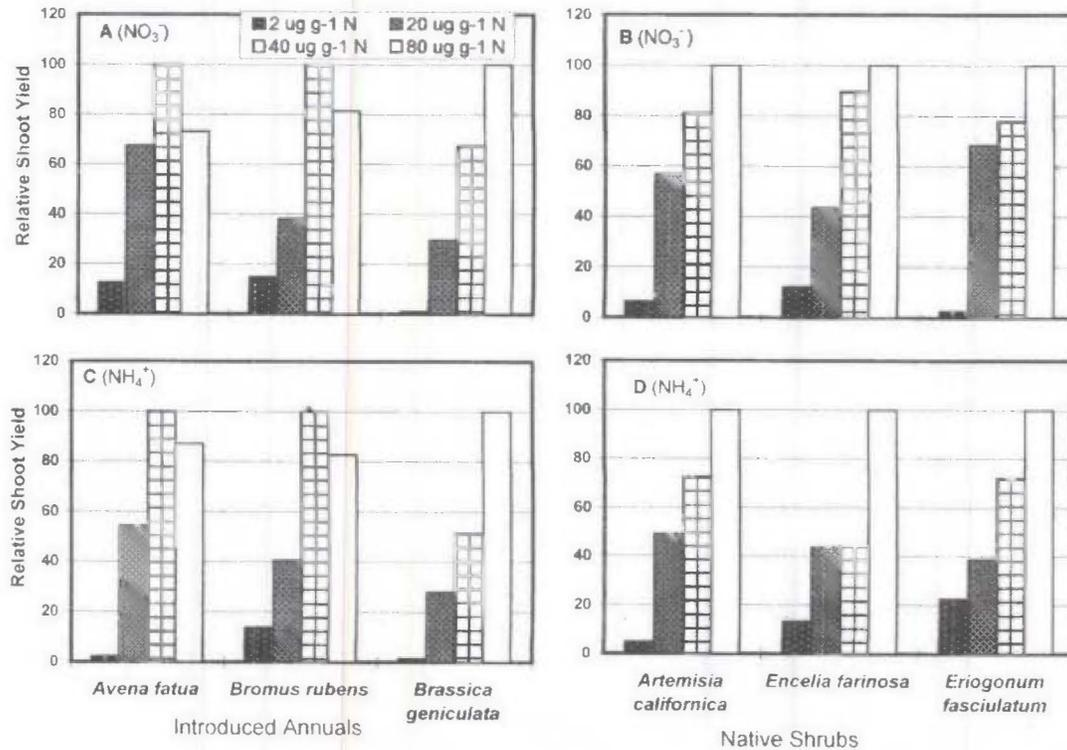 A (NO₃⁻)
2 ug g-1 N 20 ug g-1 N
40 ug g-1 N 80 ug g-1 N
Relative Shoot Yield
120
100
80
60
40
20
0
B (NO₃⁻)
120
100
80
60
40
20
0
C (NH₄⁺)
Relative Shoot Yield
120
100
80
60
40
20
0
Avena fatua Bromus rubens Brassica
geniculata
Introduced Annuals
D (NH₄⁺)
120
100
80
60
40
20
0
Artemisia Encelia farinosa Eriogonum
californica fasciulatum
Native Shrubs